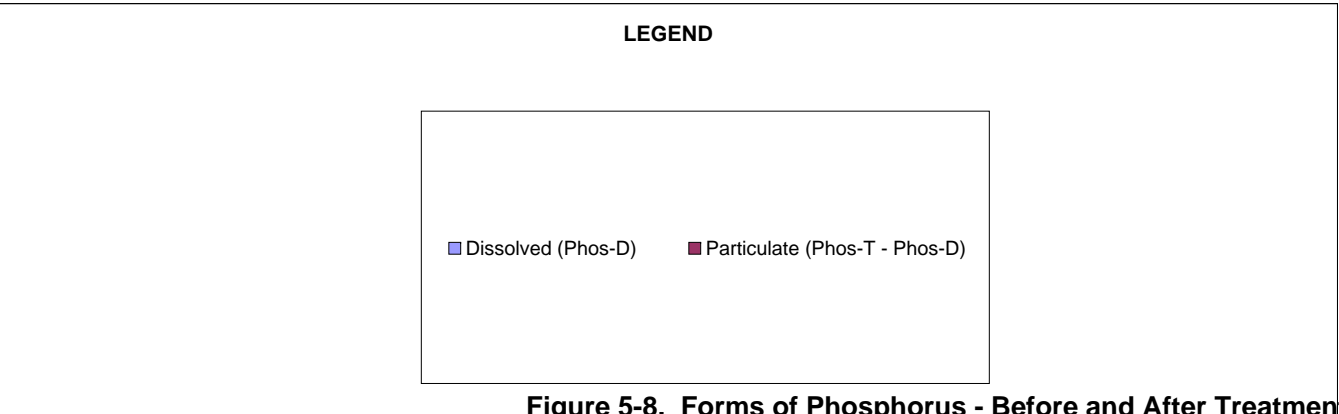 LEGEND
Dissolved (Phos-D) Particulate (Phos-T - Phos-D)
Figure 5-8. Forms of Phosphorus - Before and After Treatmen